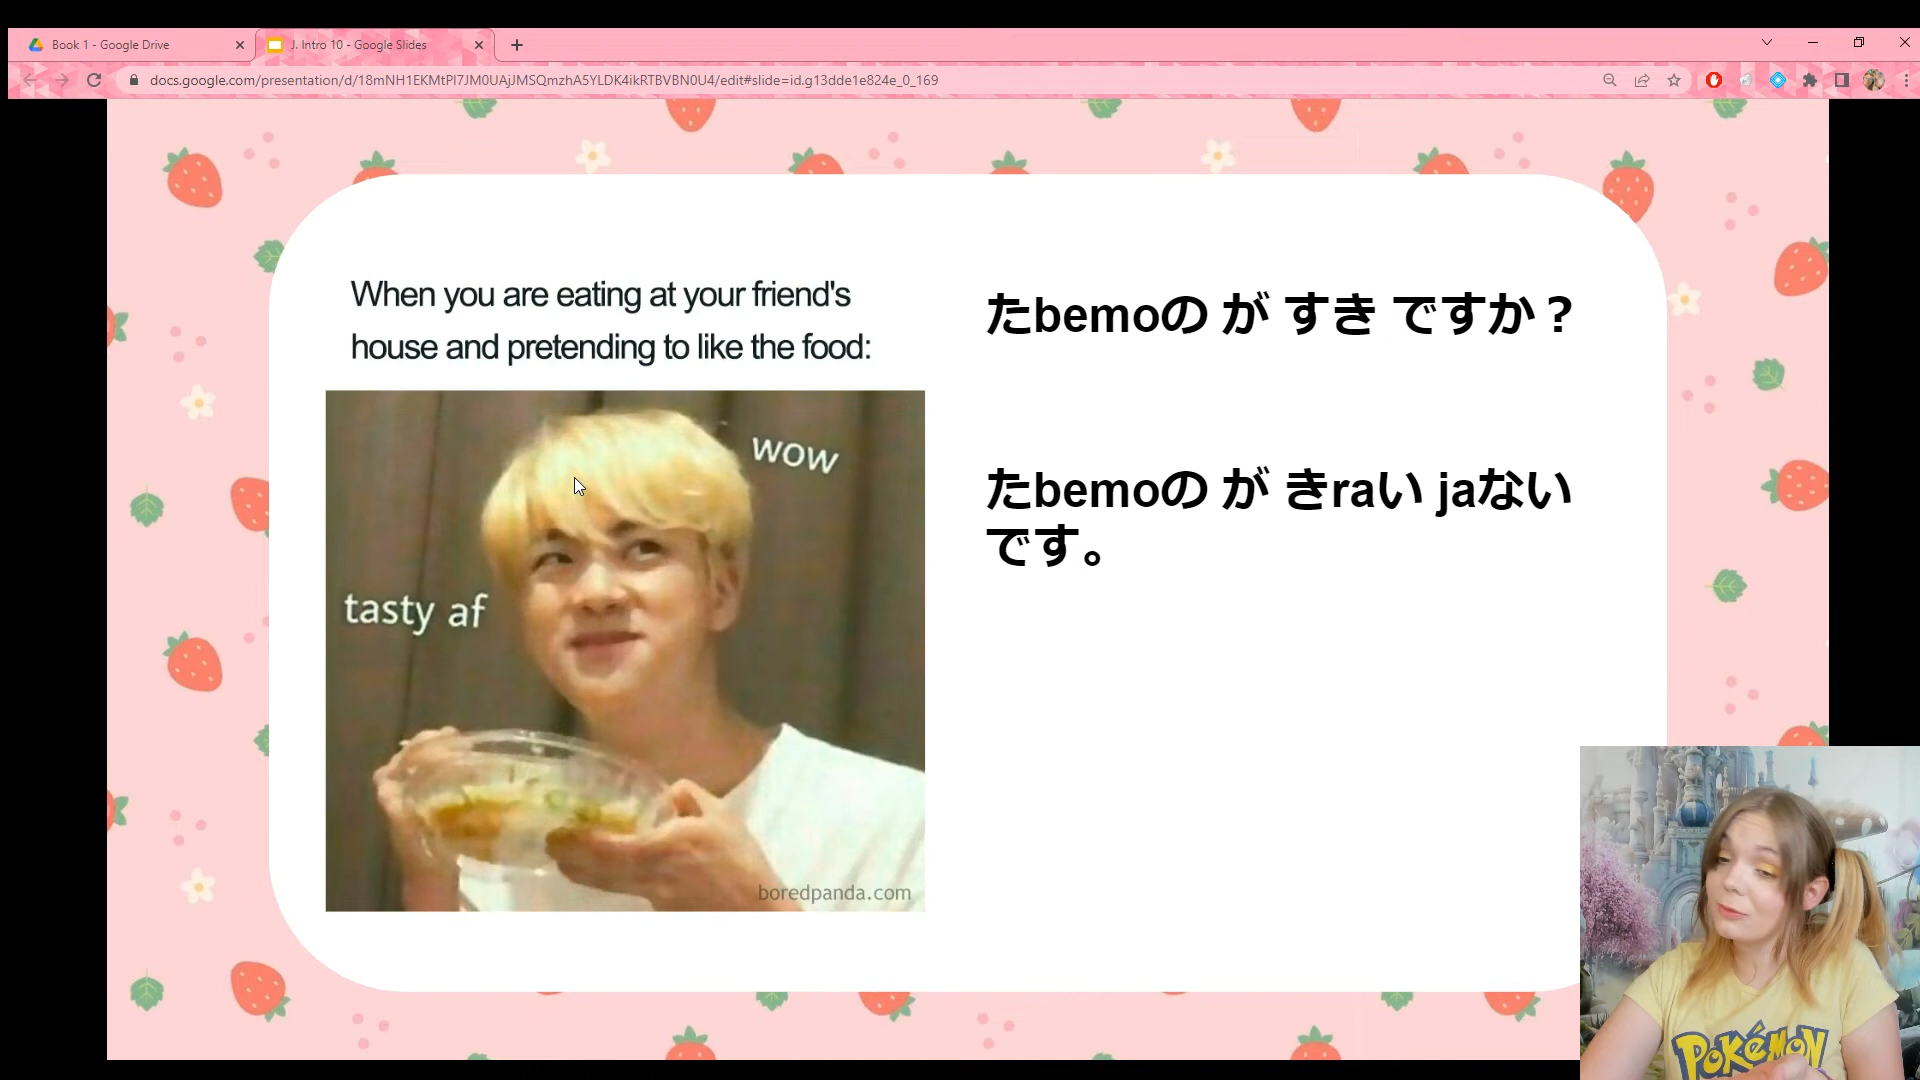 Book 1 - Google Drive
J. Intro 10 - Google Slides
docs.google.com/presentation/d/18mNH1EKMtPl7JM0UAjJMSQmzhA5YLDK4ikRTBVBN0U4/edit#slide=id.g13dde1e824e_0_169
When you are eating at your friend's
house and pretending to like the food:
wow
tasty af
boredpanda.com
たbemoの が すき ですか？
たbemoの が きraい jaない
です。
POKéMON